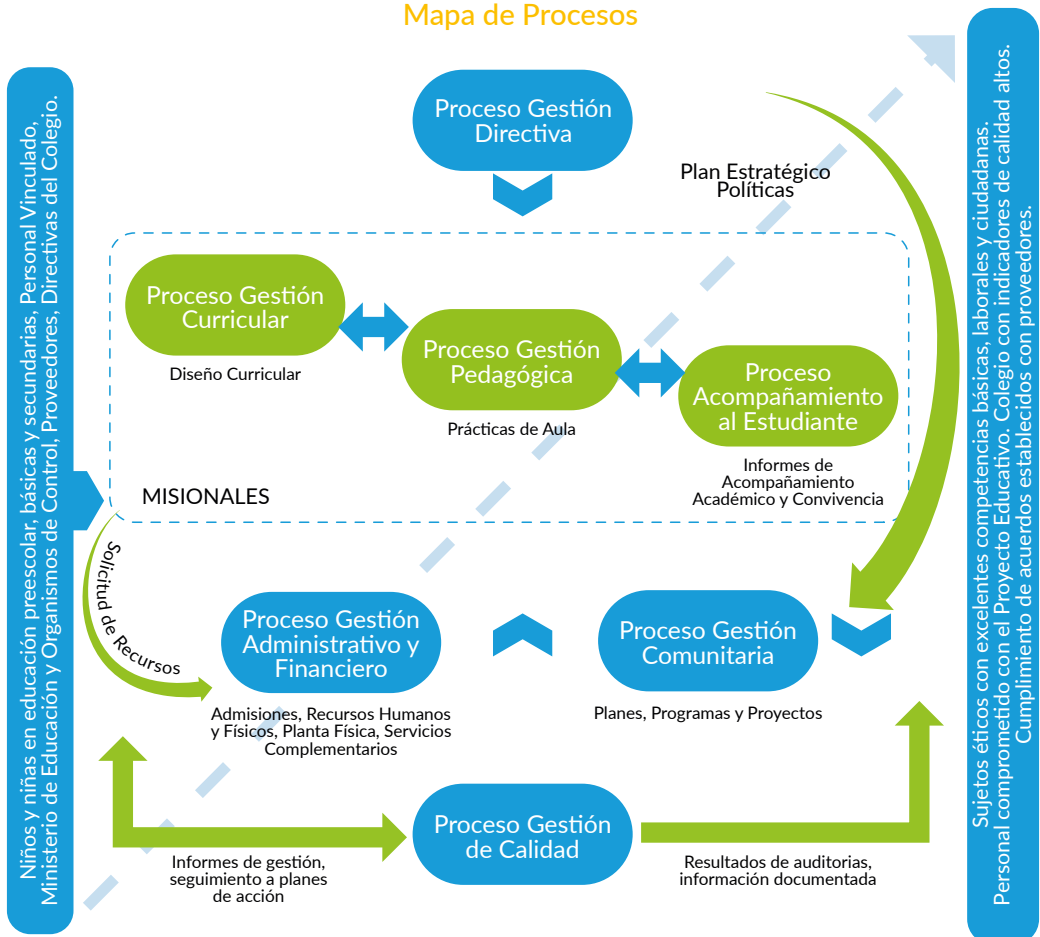 Mapa de Procesos
Niños y niñas en educación preescolar, básicas y secundarias, Personal Vinculado,
Ministerio de Educación y Organismos de Control, Proveedores, Directivas del Colegio.
Proceso Gestión
Directiva
Plan Estratégico
Políticas
Proceso Gestión
Curricular
Diseño Curricular
Proceso Gestión
Pedagógica
Prácticas de Aula
Proceso
Acompañamiento
al Estudiante
Informes de
Acompañamiento
Académico y Convivencia
MISIONALES
Solicitud de Recursos
Proceso Gestión
Administrativo y
Financiero
Admisiones, Recursos Humanos
y Físicos, Planta Física, Servicios
Complementarios
Proceso Gestión
Comunitaria
Planes, Programas y Proyectos
Proceso Gestión
de Calidad
Informes de gestión,
seguimiento a planes
de acción
Resultados de auditorias,
información documentada
Sujetos éticos con excelentes competencias básicas, laborales y ciudadanas.
Personal comprometido con el Proyecto Educativo. Colegio con indicadores de calidad altos.
Cumplimiento de acuerdos establecidos con proveedores.